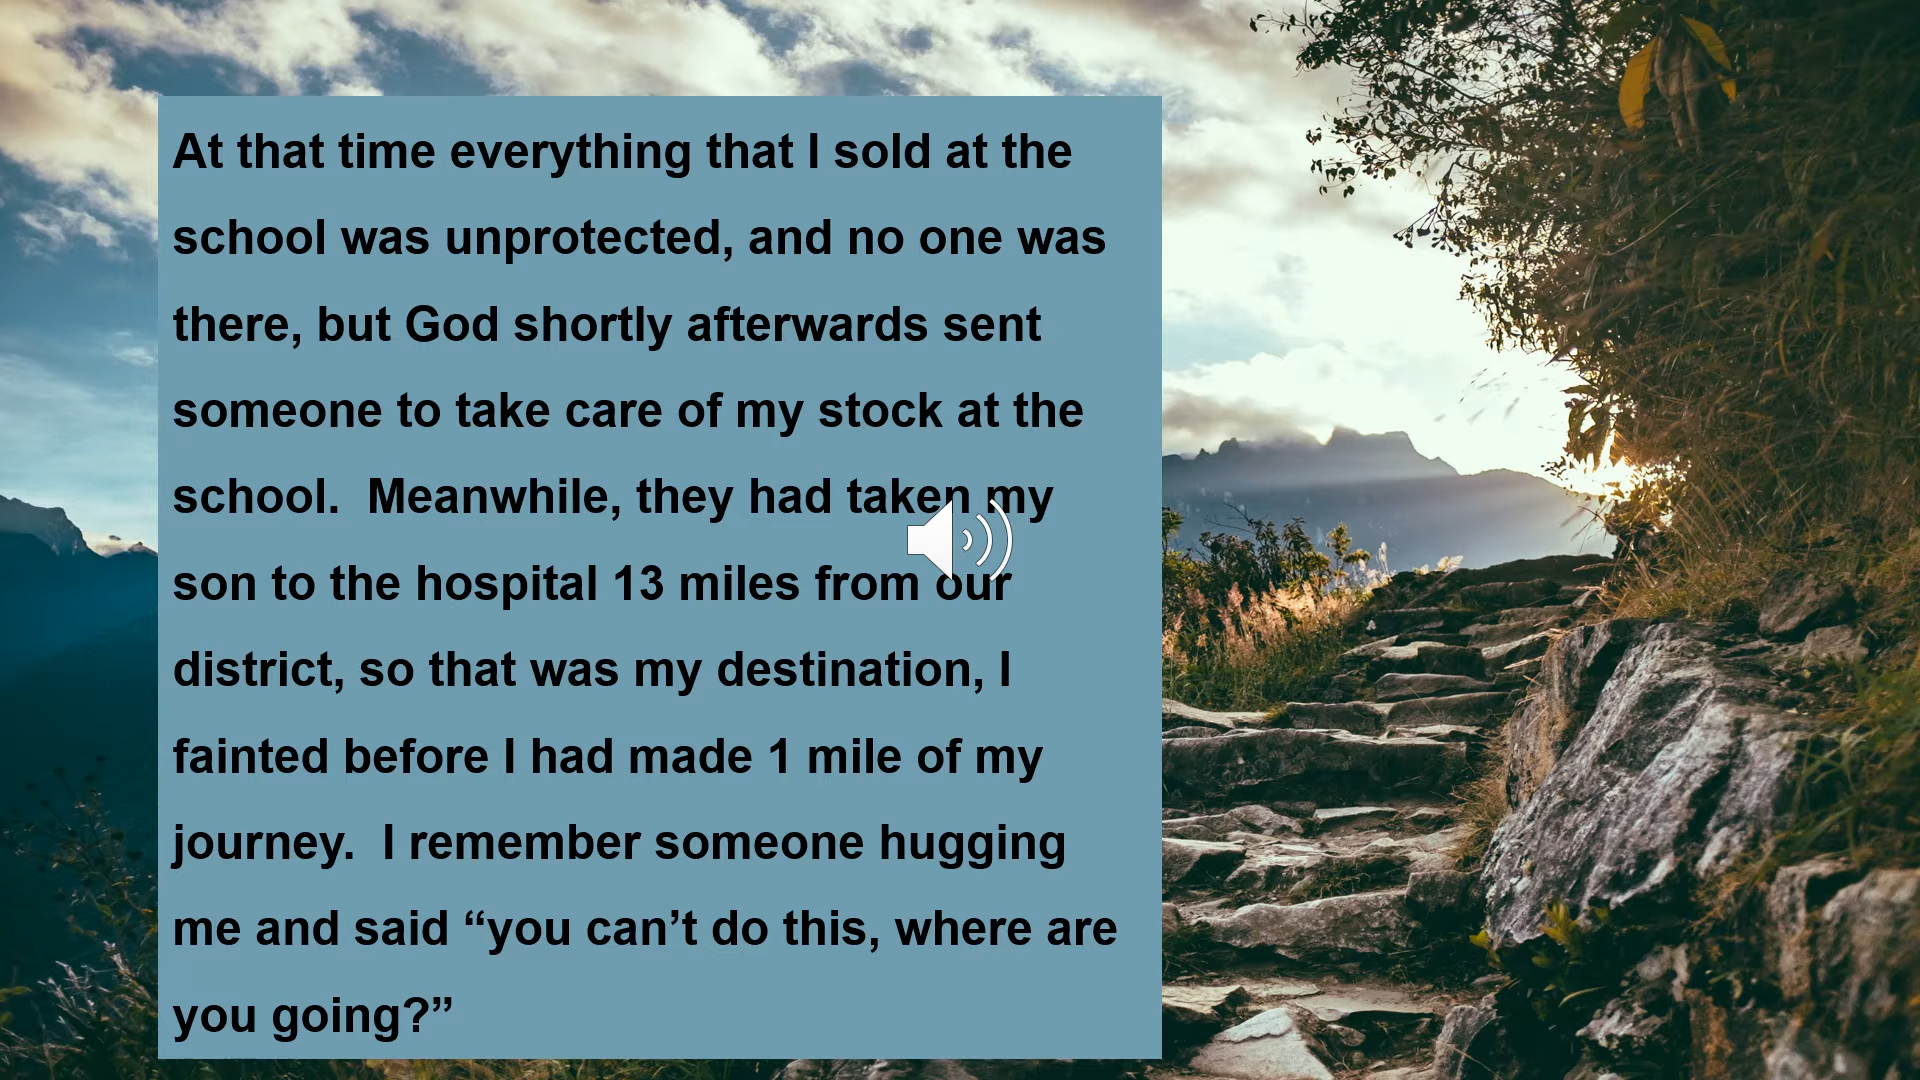 At that time everything that I sold at the
school was unprotected, and no one was
there, but God shortly afterwards sent
someone to take care of my stock at the
school.  Meanwhile, they had taken my
son to the hospital 13 miles from our
district, so that was my destination, I
fainted before I had made 1 mile of my
journey.  I remember someone hugging
me and said “you can’t do this, where are
you going?”